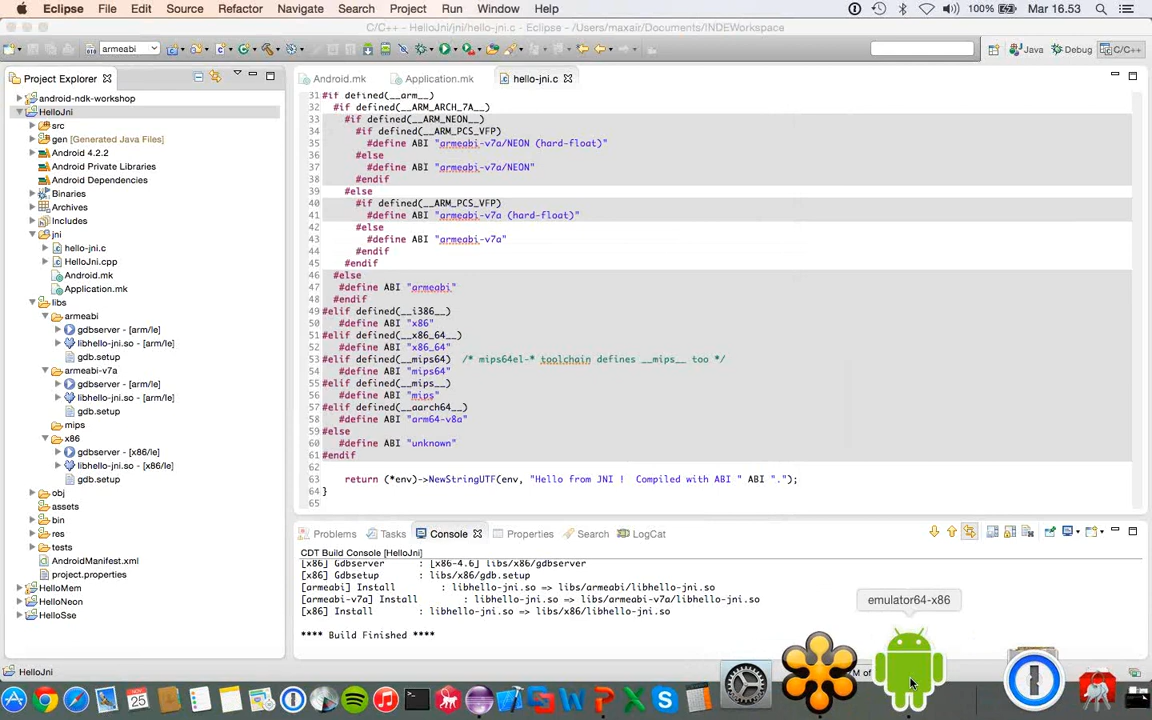 Eclipse File Edit Source Refactor Navigate Search Project Run Window Help 100% Mar 16.53
C/C++ - HelloJni/jni/hello-jni.c - Eclipse - /Users/maxair/Documents/INDEWorkspace
armeabi Java Debug C/C++
Project Explorer
android-ndk-workshop
HelloJni
src
gen [Generated Java Files]
Android 4.2.2
Android Private Libraries
Android Dependencies
Binaries
Archives
Includes
jni
hello-jni.c
HelloJni.cpp
Android.mk
Application.mk
libs
armeabi
gdbserver - [arm/le]
libhello-jni.so - [arm/le]
gdb.setup
armeabi-v7a
gdbserver - [arm/le]
libhello-jni.so - [arm/le]
gdb.setup
mips
x86
gdbserver - [x86/le]
libhello-jni.so - [x86/le]
gdb.setup
obj
assets
bin
res
tests
AndroidManifest.xml
project.properties
HelloMem
HelloNeon
HelloSse
Android.mk Application.mk hello-jni.c
31 #if defined(__arm__)
32 #if defined(__ARM_ARCH_7A__)
33 #if defined(__ARM_NEON__)
34 #if defined(__ARM_PCS_VFP)
35 #define ABI "armeabi-v7a/NEON (hard-float)"
36 #else
37 #define ABI "armeabi-v7a/NEON"
38 #endif
39 #else
40 #if defined(__ARM_PCS_VFP)
41 #define ABI "armeabi-v7a (hard-float)"
42 #else
43 #define ABI "armeabi-v7a"
44 #endif
45 #endif
46 #else
47 #define ABI "armeabi"
48 #endif
49 #elif defined(__i386__)
50 #define ABI "x86"
51 #elif defined(__x86_64__)
52 #define ABI "x86_64"
53 #elif defined(__mips64) /* mips64el-* toolchain defines __mips__ too */
54 #define ABI "mips64"
55 #elif defined(__mips__)
56 #define ABI "mips"
57 #elif defined(__aarch64__)
58 #define ABI "arm64-v8a"
59 #else
60 #define ABI "unknown"
61 #endif
62
63 return (*env)->NewStringUTF(env, "Hello from JNI ! Compiled with ABI " ABI ".");
64 }
65
Problems Tasks Console Properties Search LogCat
CDT Build Console [HelloJni]
[x86] Gdbserver : [x86-4.6] libs/x86/gdbserver
[x86] Gdbsetup : libs/x86/gdb.setup
[armeabi] Install : libhello-jni.so => libs/armeabi/libhello-jni.so
[armeabi-v7a] Install : libhello-jni.so => libs/armeabi-v7a/libhello-jni.so
[x86] Install : libhello-jni.so => libs/x86/libhello-jni.so
**** Build Finished ****
emulator64-x86
HelloJni
M of
NOV
25